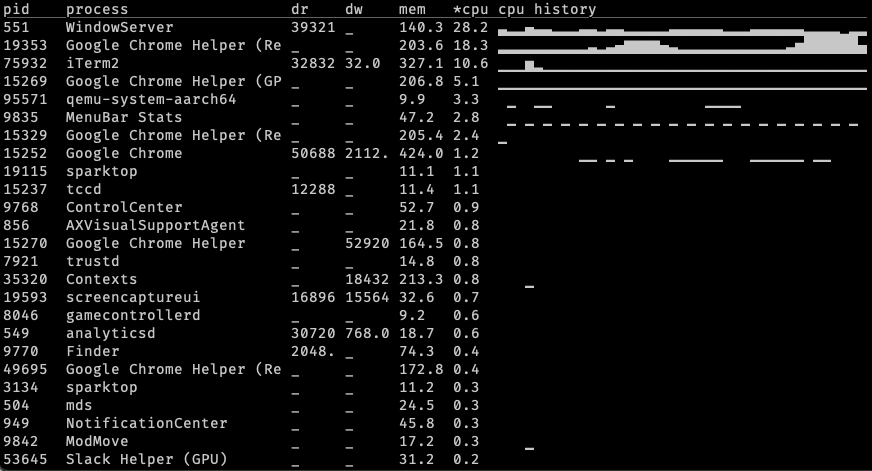 pid process dr dw mem *cpu cpu history
551 WindowServer 39321 _ 140.3 28.2
19353 Google Chrome Helper (Re _ _ 203.6 18.3
75932 iTerm2 32832 32.0 327.1 10.6
15269 Google Chrome Helper (GP _ _ 206.8 5.1
95571 qemu-system-aarch64 _ _ 9.9 3.3
9835 MenuBar Stats _ _ 47.2 2.8
15329 Google Chrome Helper (Re _ _ 205.4 2.4
15252 Google Chrome 50688 2112. 424.0 1.2
19115 sparktop _ _ 11.1 1.1
15237 tccd 12288 _ 11.4 1.1
9768 ControlCenter _ _ 52.7 0.9
856 AXVisualSupportAgent _ _ 21.8 0.8
15270 Google Chrome Helper _ 52920 164.5 0.8
7921 trustd _ _ 14.8 0.8
35320 Contexts _ 18432 213.3 0.8
19593 screencaptureui 16896 15564 32.6 0.7
8046 gamecontrollerd _ _ 9.2 0.6
549 analyticsd 30720 768.0 18.7 0.6
9770 Finder 2048. _ 74.3 0.4
49695 Google Chrome Helper (Re _ _ 172.8 0.4
3134 sparktop _ _ 11.2 0.3
504 mds _ _ 24.5 0.3
949 NotificationCenter _ _ 45.8 0.3
9842 ModMove _ _ 17.2 0.3
53645 Slack Helper (GPU) _ _ 31.2 0.2